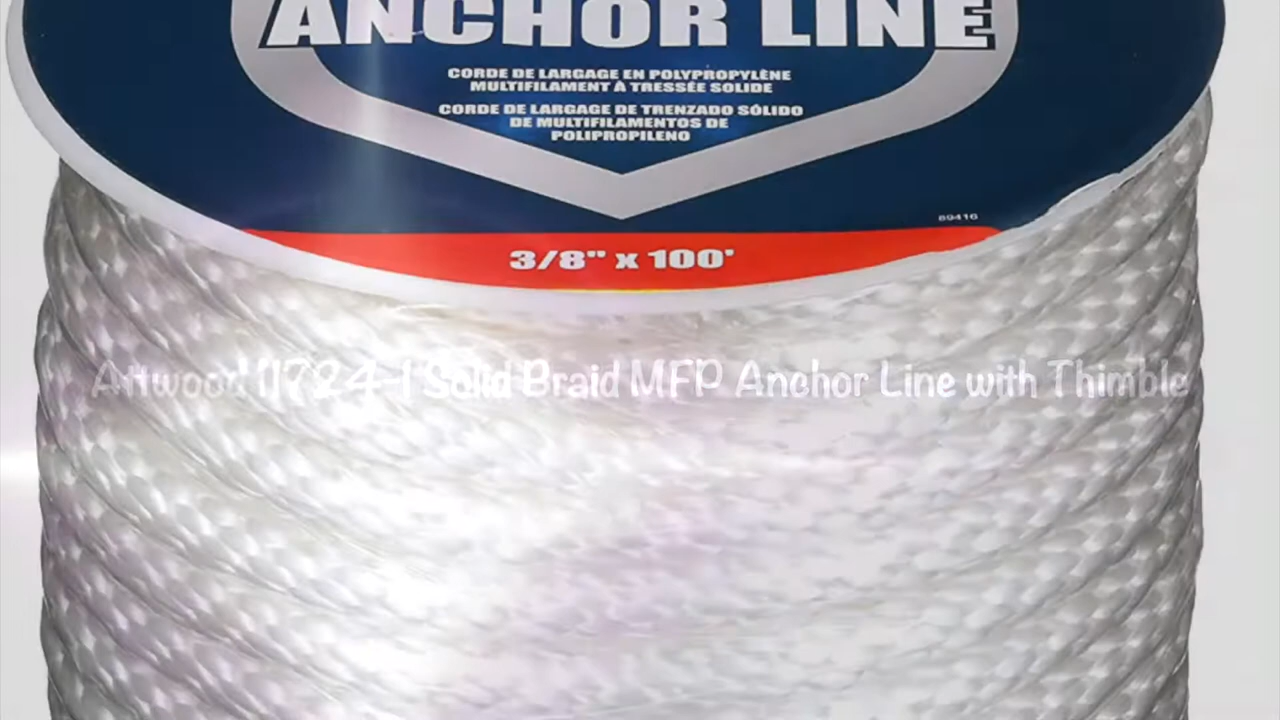 ANCHOR LINE
CORDE DE LARGAGE EN POLYPROPYLÈNE
MULTIFILAMENT À TRESSÉE SOLIDE
CORDE DE LARGAGE DE TRENZADO SÓLIDO
DE MULTIFILAMENTOS DE
POLIPROPILENO
89416
3/8" x 100'
Attwood 11724-1 Solid Braid MFP Anchor Line with Thimble